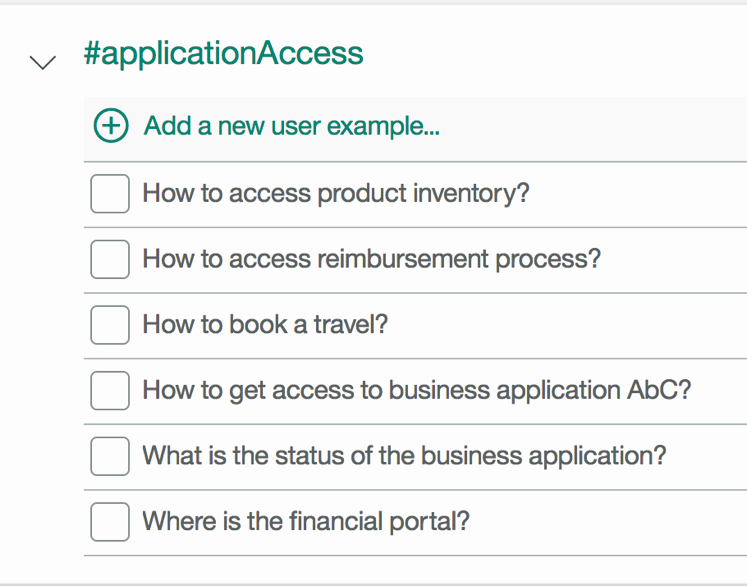 #applicationAccess
Add a new user example...
How to access product inventory?
How to access reimbursement process?
How to book a travel?
How to get access to business application AbC?
What is the status of the business application?
Where is the financial portal?